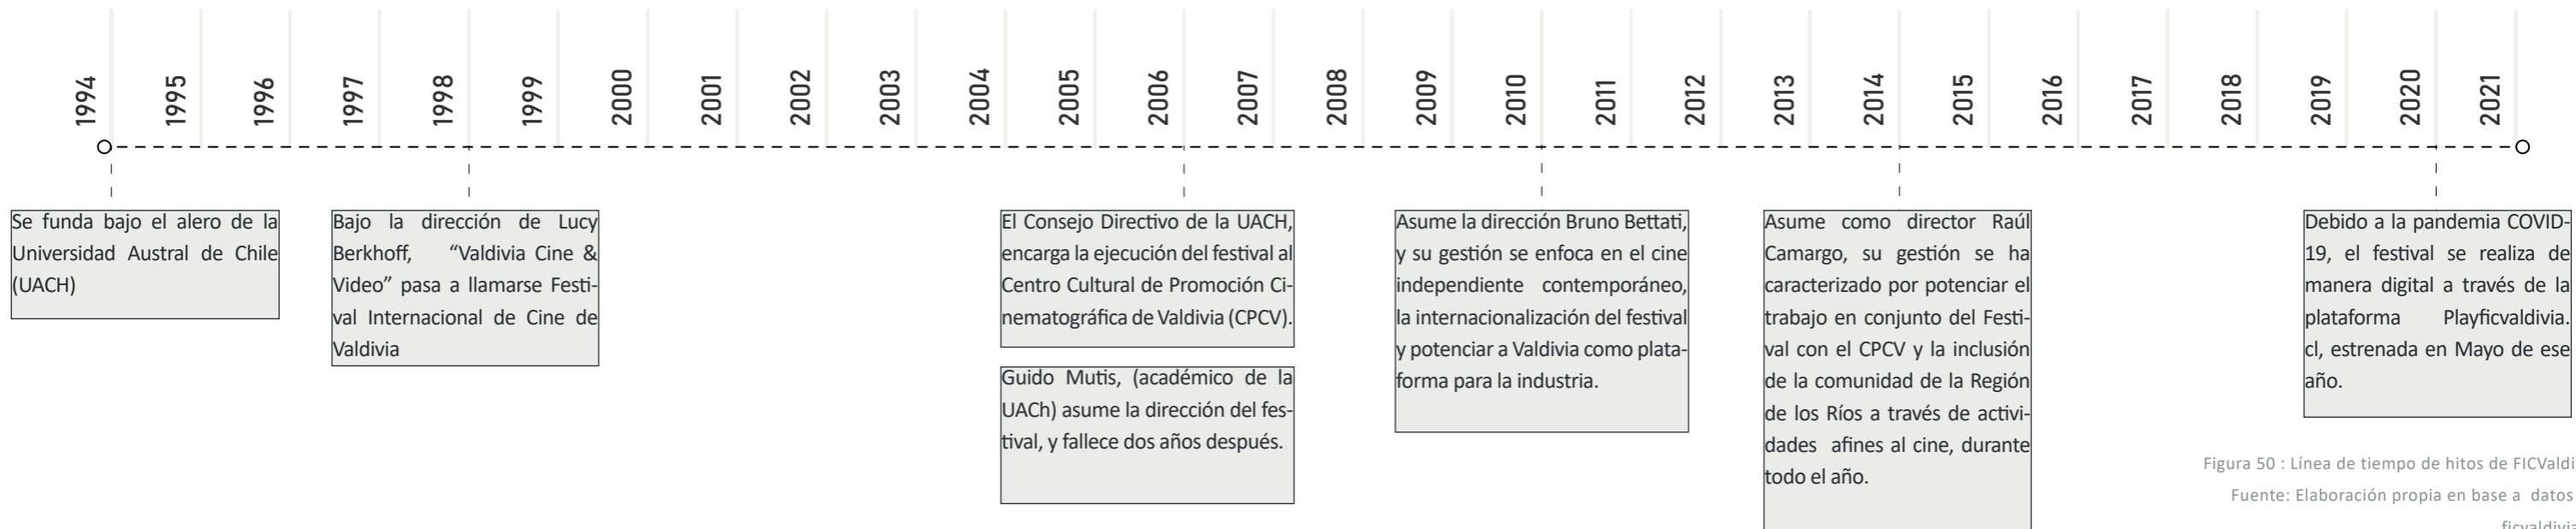 1994
1995
1996
1997
1998
1999
2000
2001
2002
2003
2004
2005
2006
2007
2008
2009
2010
2011
2012
2013
2014
2015
2016
2017
2018
2019
2020
2021
Se funda bajo el alero de la
Universidad Austral de Chile
(UACH)
Bajo la dirección de Lucy
Berkhoff, “Valdivia Cine &
Video” pasa a llamarse Festi-
val Internacional de Cine de
Valdivia
El Consejo Directivo de la UACH,
encarga la ejecución del festival al
Centro Cultural de Promoción Ci-
nematográfica de Valdivia (CPCV).
Guido Mutis, (académico de la
UACh) asume la dirección del fes-
tival, y fallece dos años después.
Asume la dirección Bruno Bettati,
y su gestión se enfoca en el cine
independiente contemporáneo,
la internacionalización del festival
y potenciar a Valdivia como plata-
forma para la industria.
Asume como director Raúl
Camargo, su gestión se ha
caracterizado por potenciar el
trabajo en conjunto del Festi-
val con el CPCV y la inclusión
de la comunidad de la Región
de los Ríos a través de activi-
dades afines al cine, durante
todo el año.
Debido a la pandemia COVID-
19, el festival se realiza de
manera digital a través de la
plataforma Playficvaldivia.
cl, estrenada en Mayo de ese
año.
Figura 50 : Línea de tiempo de hitos de FICValdi
Fuente: Elaboración propia en base a datos